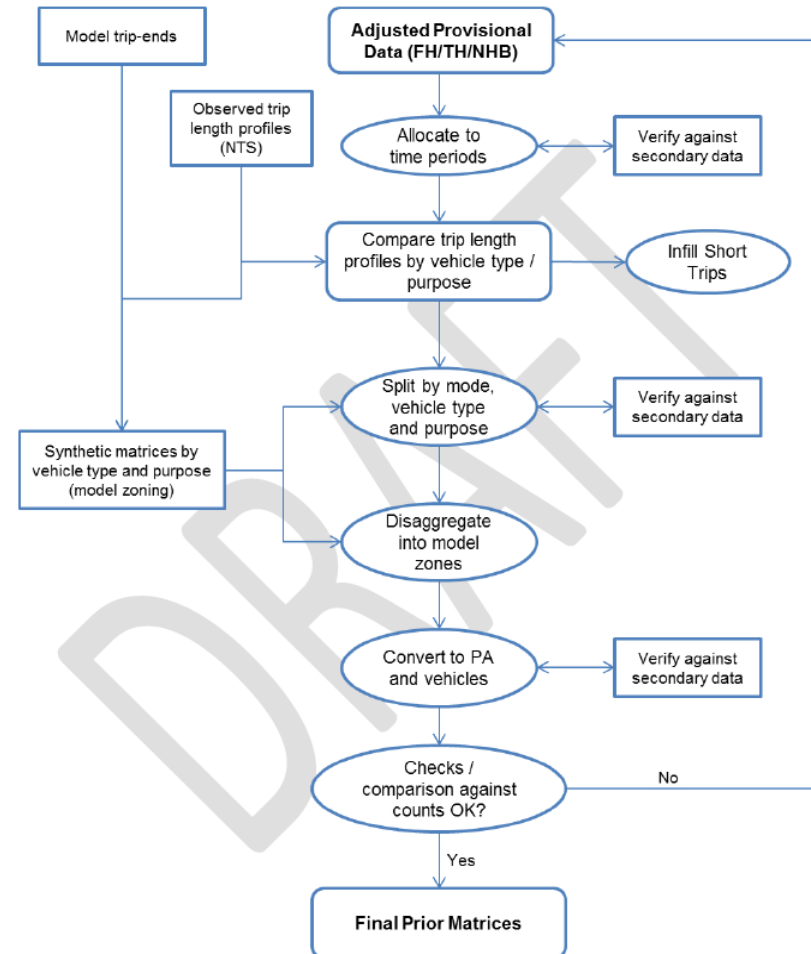 Model trip-ends
Adjusted Provisional
Data (FH/TH/NHB)
Observed trip
length profiles
(NTS)
Allocate to
time periods
Verify against
secondary data
Compare trip length
profiles by vehicle type /
purpose
Infill Short
Trips
Split by mode,
vehicle type
and purpose
Verify against
secondary data
Synthetic matrices by
vehicle type and purpose
(model zoning)
Disaggregate
into model
zones
Convert to PA
and vehicles
Verify against
secondary data
Checks /
comparison against
counts OK?
No
Yes
Final Prior Matrices
DRAFT